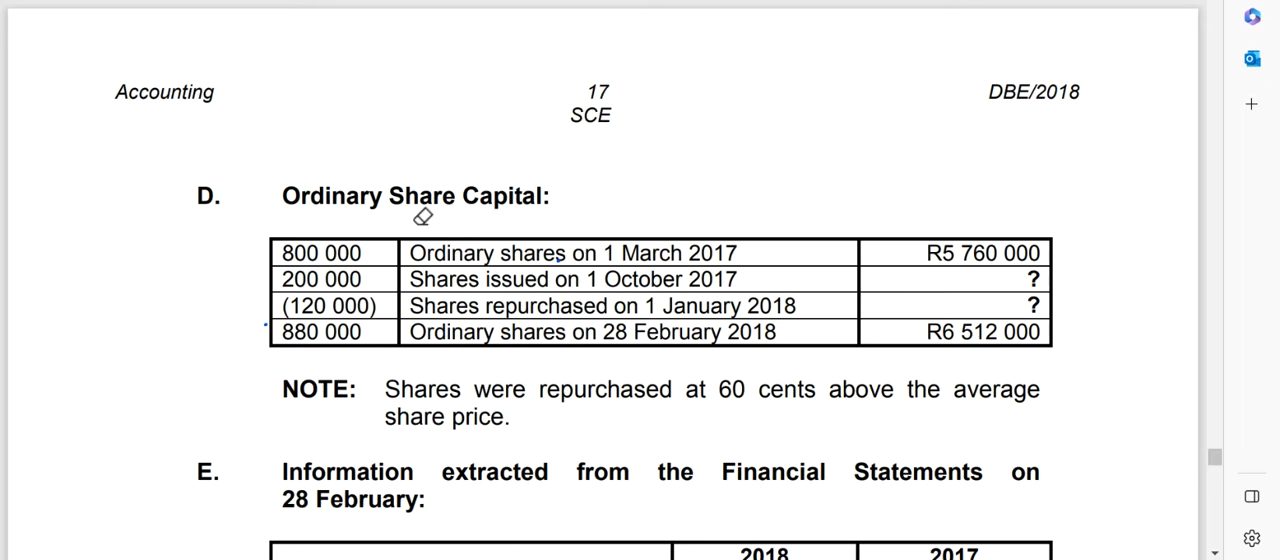 Accounting 17 DBE/2018
SCE
D. Ordinary Share Capital:
800 000 Ordinary shares on 1 March 2017 R5 760 000
200 000 Shares issued on 1 October 2017 ?
(120 000) Shares repurchased on 1 January 2018 ?
880 000 Ordinary shares on 28 February 2018 R6 512 000
NOTE: Shares were repurchased at 60 cents above the average
share price.
E. Information extracted from the Financial Statements on
28 February:
2018 2017